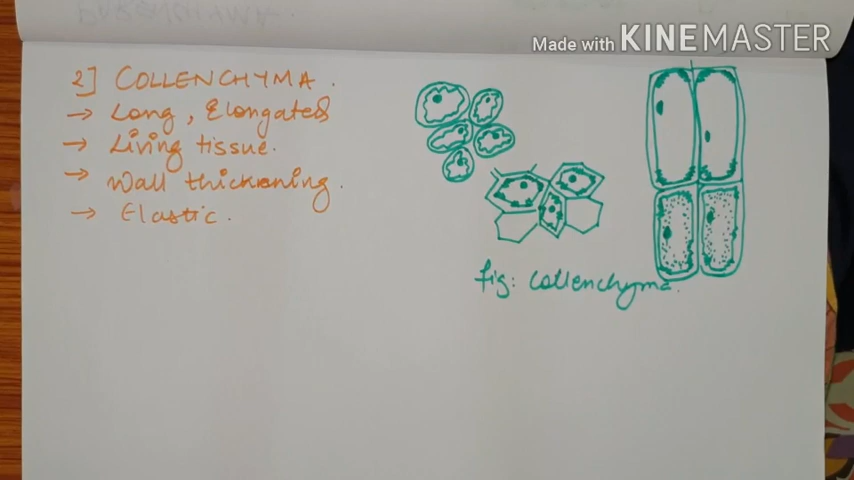 Made with KINEMASTER
2] COLLENCHYMA.
→ Long, Elongated
→ Living tissue.
→ Wall thickening.
→ Elastic.
fig: Collenchyma.